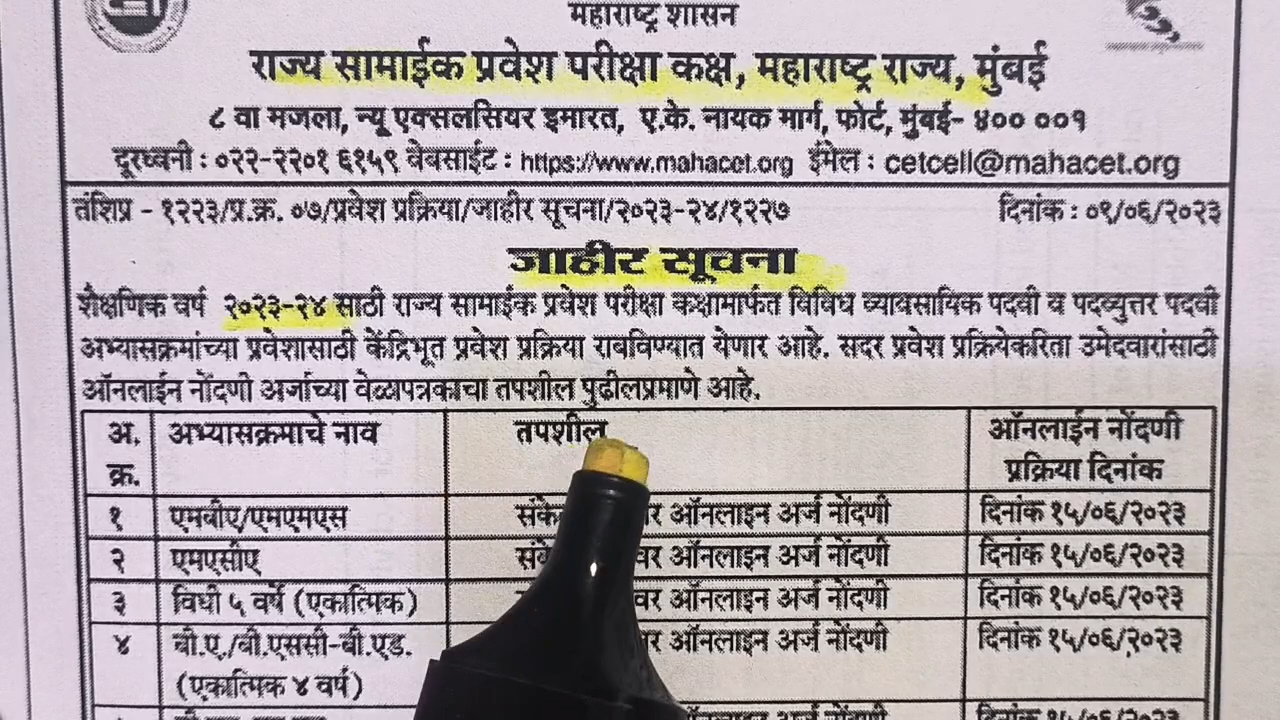 महाराष्ट्र शासन
राज्य सामाईक प्रवेश परीक्षा कक्ष, महाराष्ट्र राज्य, मुंबई
८ वा मजला, न्यू एक्सलसियर इमारत, ए.के. नायक मार्ग, फोर्ट, मुंबई- ४०० ००१
दूरध्वनी : ०२२-२२०१ ६१५९ वेबसाईट : https://www.mahacet.org ईमेल : cetcell@mahacet.org
तंशिप्र - १२२३/प्र.क्र. ०७/प्रवेश प्रक्रिया/जाहीर सूचना/२०२३-२४/१२२७ दिनांक : ०९/०६/२०२३
जाहीर सूचना
शैक्षणिक वर्ष २०२३-२४ साठी राज्य सामाईक प्रवेश परीक्षा कक्षामार्फत विविध व्यावसायिक पदवी व पदव्युत्तर पदवी
अभ्यासक्रमांच्या प्रवेशासाठी केंद्रिभूत प्रवेश प्रक्रिया राबविण्यात येणार आहे. सदर प्रवेश प्रक्रियेकरिता उमेदवारांसाठी
ऑनलाईन नोंदणी अर्जाच्या वेळापत्रकाचा तपशील पुढीलप्रमाणे आहे.
अ. अभ्यासक्रमाचे नाव तपशील ऑनलाईन नोंदणी
क्र. प्रक्रिया दिनांक
१ एमबीए/एमएमएस ऑनलाइन अर्ज नोंदणी दिनांक १५/०६/२०२३
२ एमएसीए ऑनलाइन अर्ज नोंदणी दिनांक १५/०६/२०२३
३ विधी ५ वर्षे (एकात्मिक) ऑनलाइन अर्ज नोंदणी दिनांक १५/०६/२०२३
४ बी.ए./बी.एससी-बी.एड. ऑनलाइन अर्ज नोंदणी दिनांक १५/०६/२०२३
(एकात्मिक ४ वर्ष)